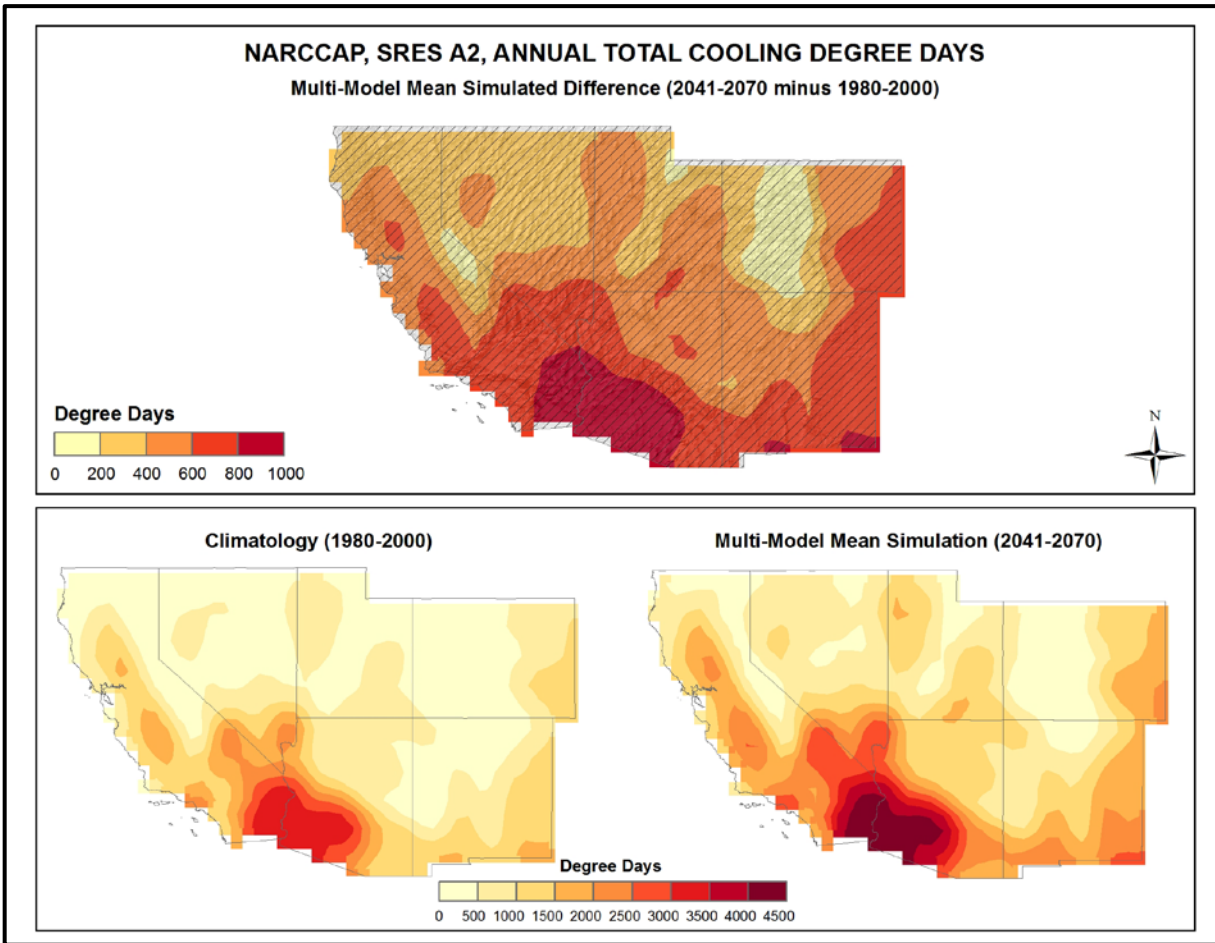 NARCCAP, SRES A2, ANNUAL TOTAL COOLING DEGREE DAYS
Multi-Model Mean Simulated Difference (2041-2070 minus 1980-2000)
Degree Days
0 200 400 600 800 1000
N
Climatology (1980-2000)
Multi-Model Mean Simulation (2041-2070)
Degree Days
0 500 1000 1500 2000 2500 3000 3500 4000 4500